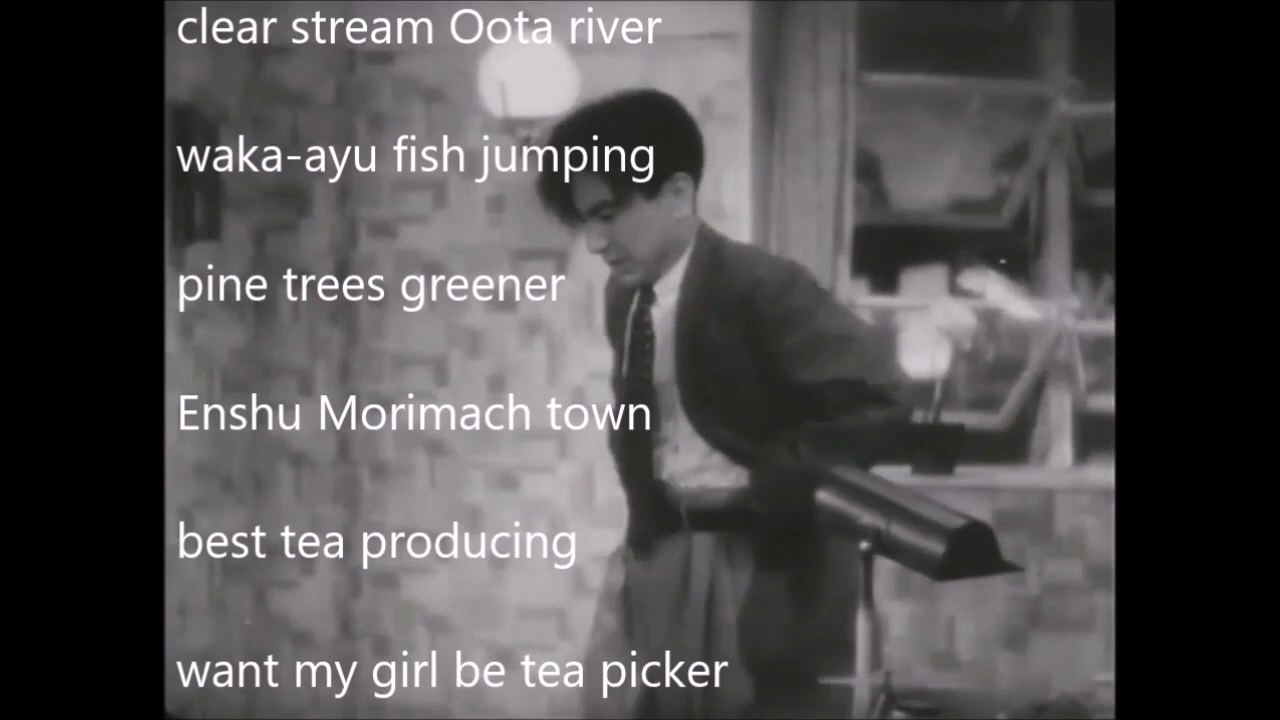 clear stream Oota river
waka-ayu fish jumping
pine trees greener
Enshu Morimach town
best tea producing
want my girl be tea picker